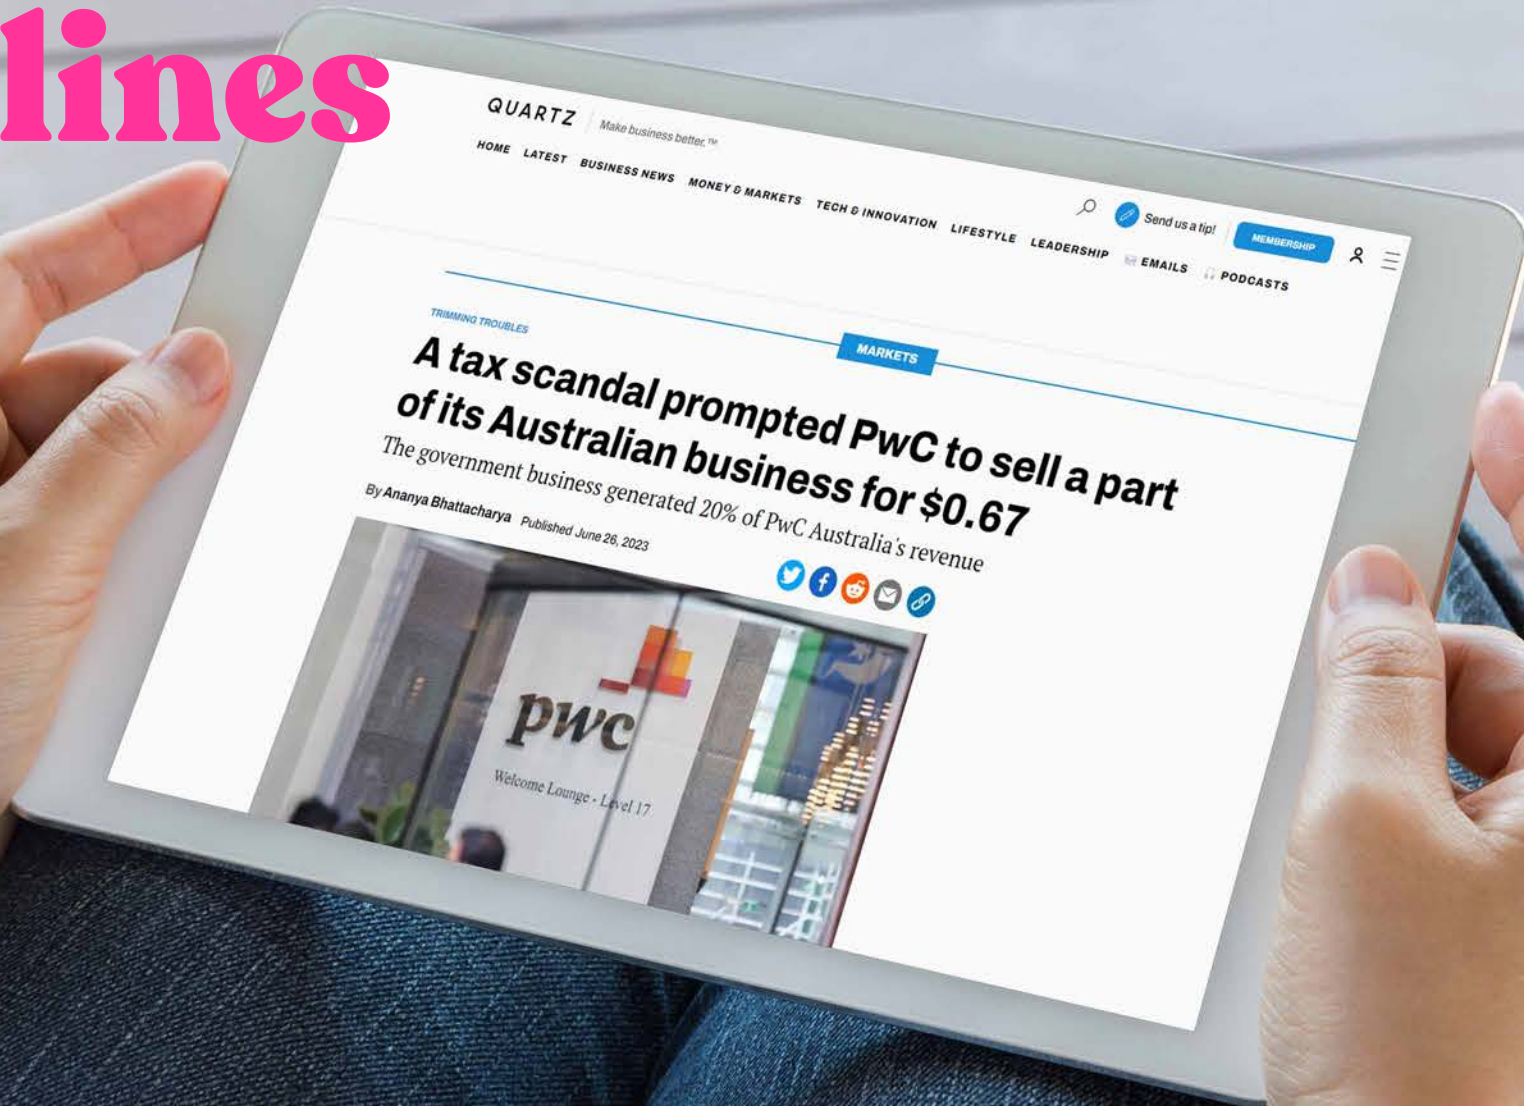 lines
QUARTZ
Make business better.™
HOME LATEST BUSINESS NEWS MONEY & MARKETS TECH & INNOVATION LIFESTYLE LEADERSHIP EMAILS PODCASTS
Send us a tip!
MEMBERSHIP
MARKETS
TRIMMING TROUBLES
A tax scandal prompted PwC to sell a part
of its Australian business for $0.67
The government business generated 20% of PwC Australia's revenue
By Ananya Bhattacharya Published June 26, 2023
pwc
Welcome Lounge - Level 17